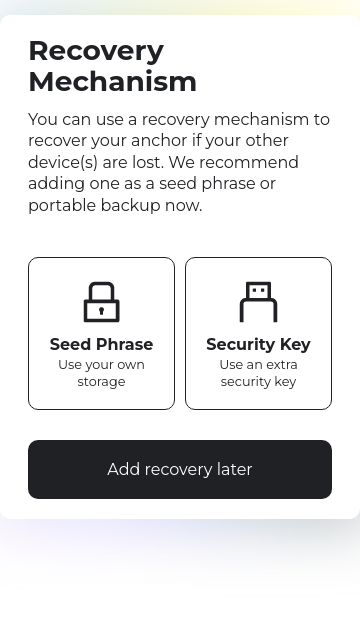 Recovery
Mechanism
You can use a recovery mechanism to
recover your anchor if your other
device(s) are lost. We recommend
adding one as a seed phrase or
portable backup now.
Seed Phrase
Use your own
storage
Security Key
Use an extra
security key
Add recovery later